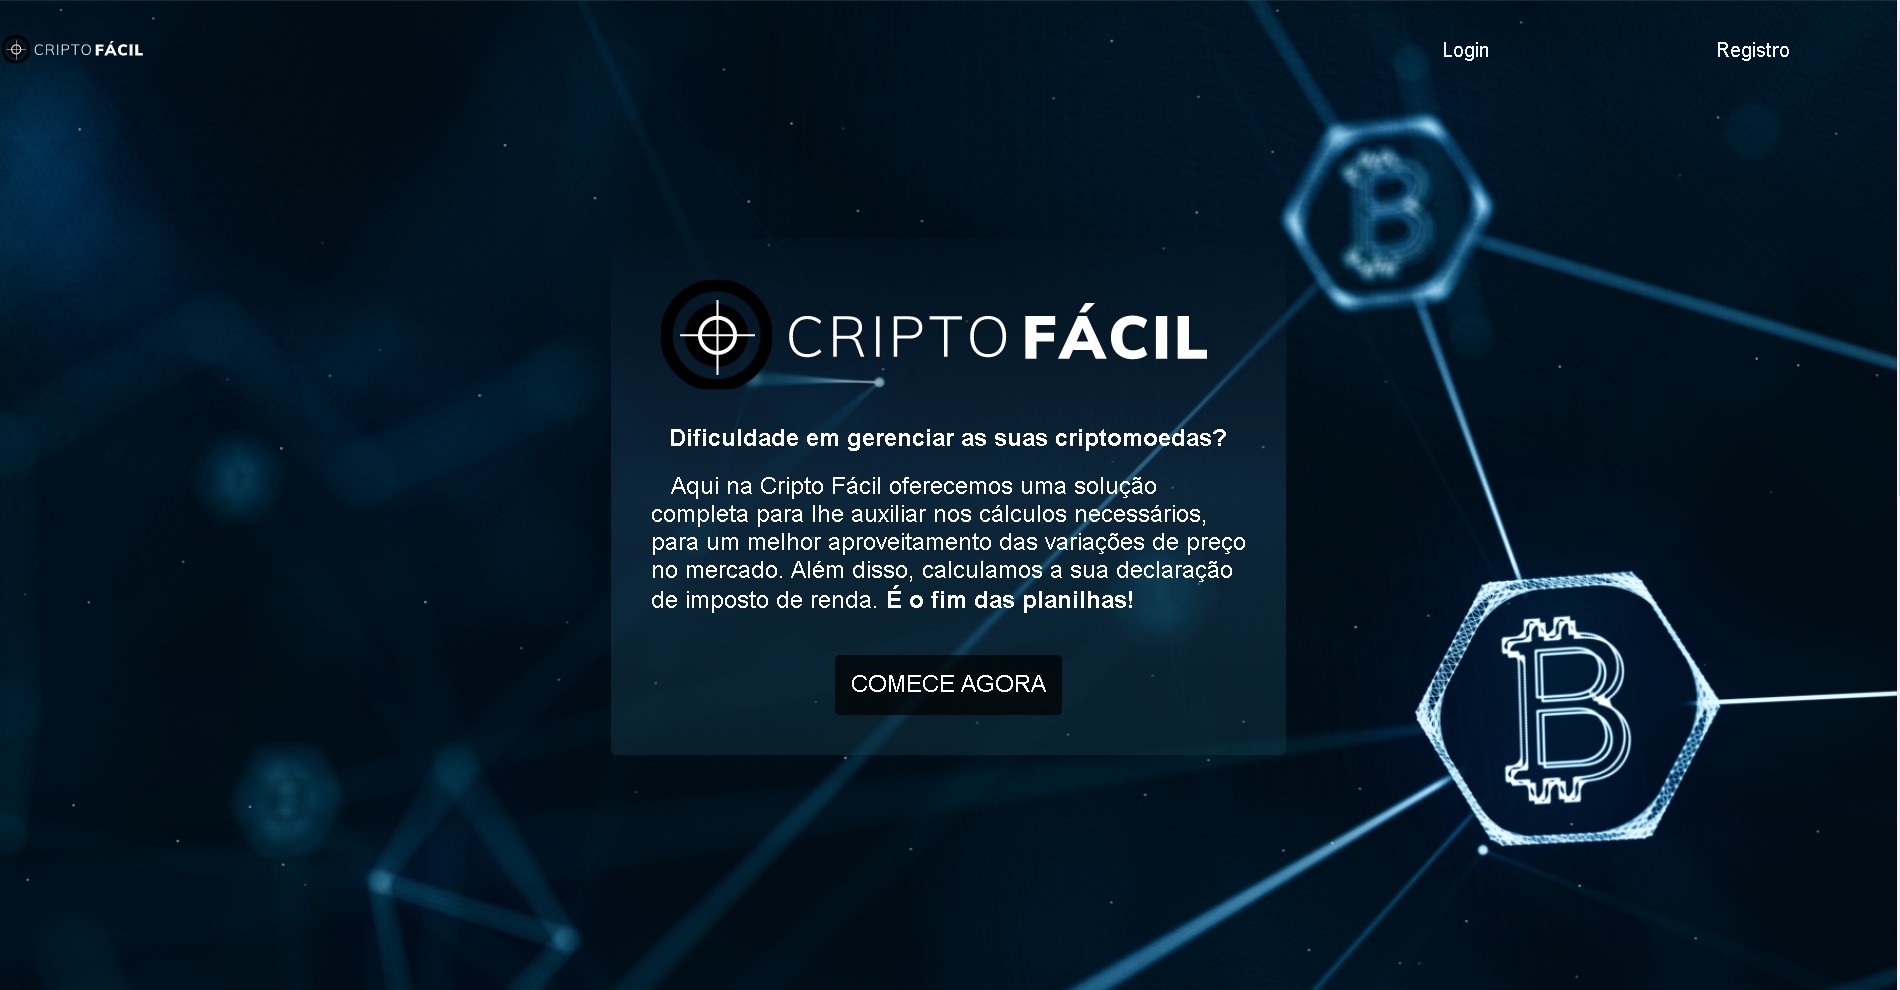 CRIPTO FÁCIL
Login
Registro
CRIPTO FÁCIL
Dificuldade em gerenciar as suas criptomoedas?
Aqui na Cripto Fácil oferecemos uma solução
completa para lhe auxiliar nos cálculos necessários,
para um melhor aproveitamento das variações de preço
no mercado. Além disso, calculamos a sua declaração
de imposto de renda. É o fim das planilhas!
COMECE AGORA